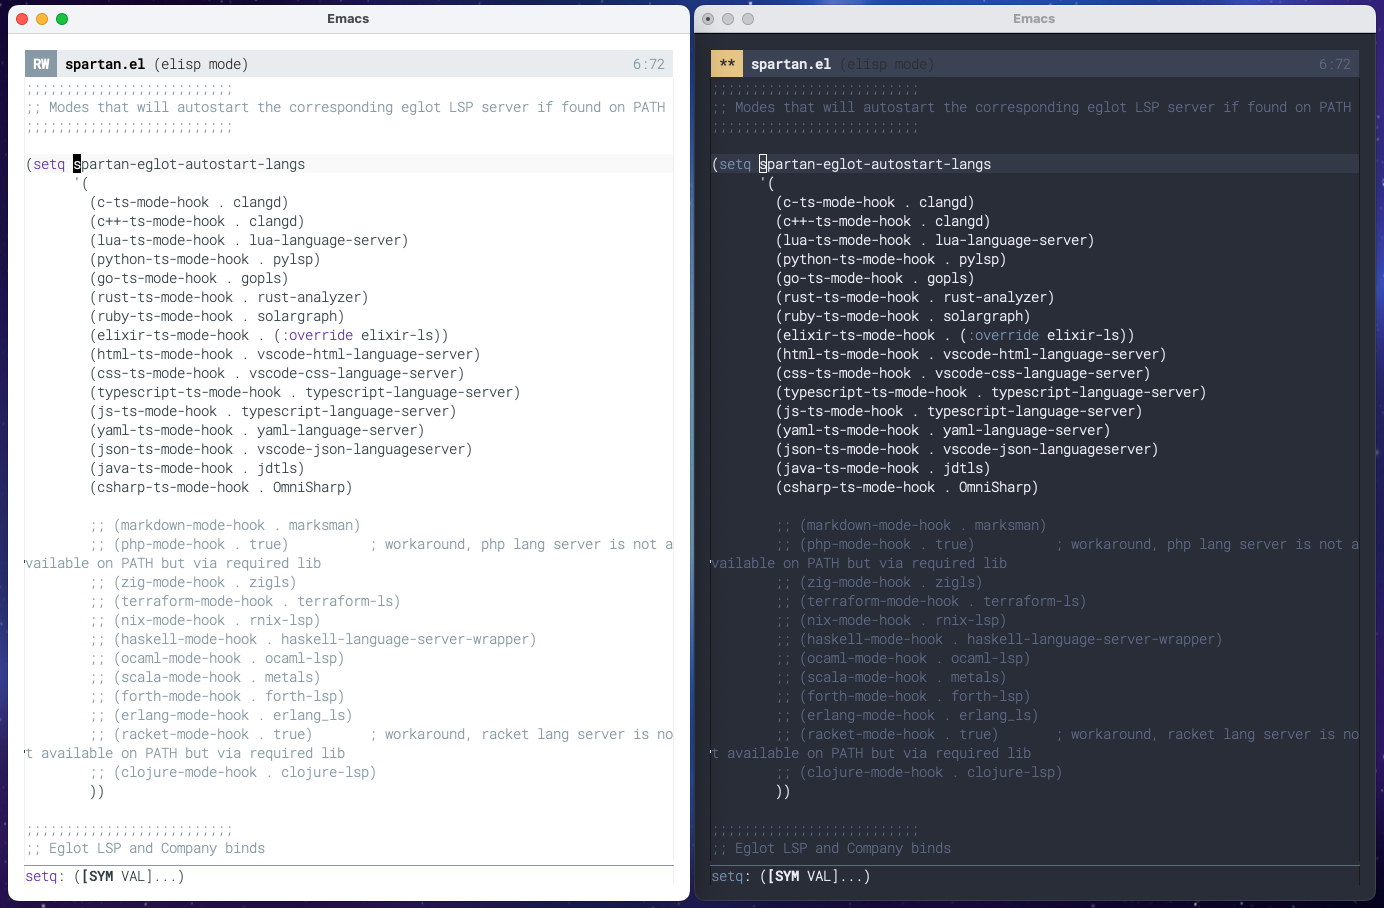 Emacs
RW spartan.el (elisp mode) 6:72
;;;;;;;;;;;;;;;;;;;;;;;;;;
;; Modes that will autostart the corresponding eglot LSP server if found on PATH
;;;;;;;;;;;;;;;;;;;;;;;;;;
(setq spartan-eglot-autostart-langs
'(
(c-ts-mode-hook . clangd)
(c++-ts-mode-hook . clangd)
(lua-ts-mode-hook . lua-language-server)
(python-ts-mode-hook . pylsp)
(go-ts-mode-hook . gopls)
(rust-ts-mode-hook . rust-analyzer)
(ruby-ts-mode-hook . solargraph)
(elixir-ts-mode-hook . (:override elixir-ls))
(html-ts-mode-hook . vscode-html-language-server)
(css-ts-mode-hook . vscode-css-language-server)
(typescript-ts-mode-hook . typescript-language-server)
(js-ts-mode-hook . typescript-language-server)
(yaml-ts-mode-hook . yaml-language-server)
(json-ts-mode-hook . vscode-json-languageserver)
(java-ts-mode-hook . jdtls)
(csharp-ts-mode-hook . OmniSharp)
;; (markdown-mode-hook . marksman)
;; (php-mode-hook . true) ; workaround, php lang server is not a
vailable on PATH but via required lib
;; (zig-mode-hook . zigls)
;; (terraform-mode-hook . terraform-ls)
;; (nix-mode-hook . rnix-lsp)
;; (haskell-mode-hook . haskell-language-server-wrapper)
;; (ocaml-mode-hook . ocaml-lsp)
;; (scala-mode-hook . metals)
;; (forth-mode-hook . forth-lsp)
;; (erlang-mode-hook . erlang_ls)
;; (racket-mode-hook . true) ; workaround, racket lang server is no
t available on PATH but via required lib
;; (clojure-mode-hook . clojure-lsp)
))
;;;;;;;;;;;;;;;;;;;;;;;;;;
;; Eglot LSP and Company binds
setq: ([SYM VAL]...)
Emacs
** spartan.el (elisp mode) 6:72
;;;;;;;;;;;;;;;;;;;;;;;;;;
;; Modes that will autostart the corresponding eglot LSP server if found on PATH
;;;;;;;;;;;;;;;;;;;;;;;;;;
(setq spartan-eglot-autostart-langs
'(
(c-ts-mode-hook . clangd)
(c++-ts-mode-hook . clangd)
(lua-ts-mode-hook . lua-language-server)
(python-ts-mode-hook . pylsp)
(go-ts-mode-hook . gopls)
(rust-ts-mode-hook . rust-analyzer)
(ruby-ts-mode-hook . solargraph)
(elixir-ts-mode-hook . (:override elixir-ls))
(html-ts-mode-hook . vscode-html-language-server)
(css-ts-mode-hook . vscode-css-language-server)
(typescript-ts-mode-hook . typescript-language-server)
(js-ts-mode-hook . typescript-language-server)
(yaml-ts-mode-hook . yaml-language-server)
(json-ts-mode-hook . vscode-json-languageserver)
(java-ts-mode-hook . jdtls)
(csharp-ts-mode-hook . OmniSharp)
;; (markdown-mode-hook . marksman)
;; (php-mode-hook . true) ; workaround, php lang server is not a
vailable on PATH but via required lib
;; (zig-mode-hook . zigls)
;; (terraform-mode-hook . terraform-ls)
;; (nix-mode-hook . rnix-lsp)
;; (haskell-mode-hook . haskell-language-server-wrapper)
;; (ocaml-mode-hook . ocaml-lsp)
;; (scala-mode-hook . metals)
;; (forth-mode-hook . forth-lsp)
;; (erlang-mode-hook . erlang_ls)
;; (racket-mode-hook . true) ; workaround, racket lang server is no
t available on PATH but via required lib
;; (clojure-mode-hook . clojure-lsp)
))
;;;;;;;;;;;;;;;;;;;;;;;;;;
;; Eglot LSP and Company binds
setq: ([SYM VAL]...)